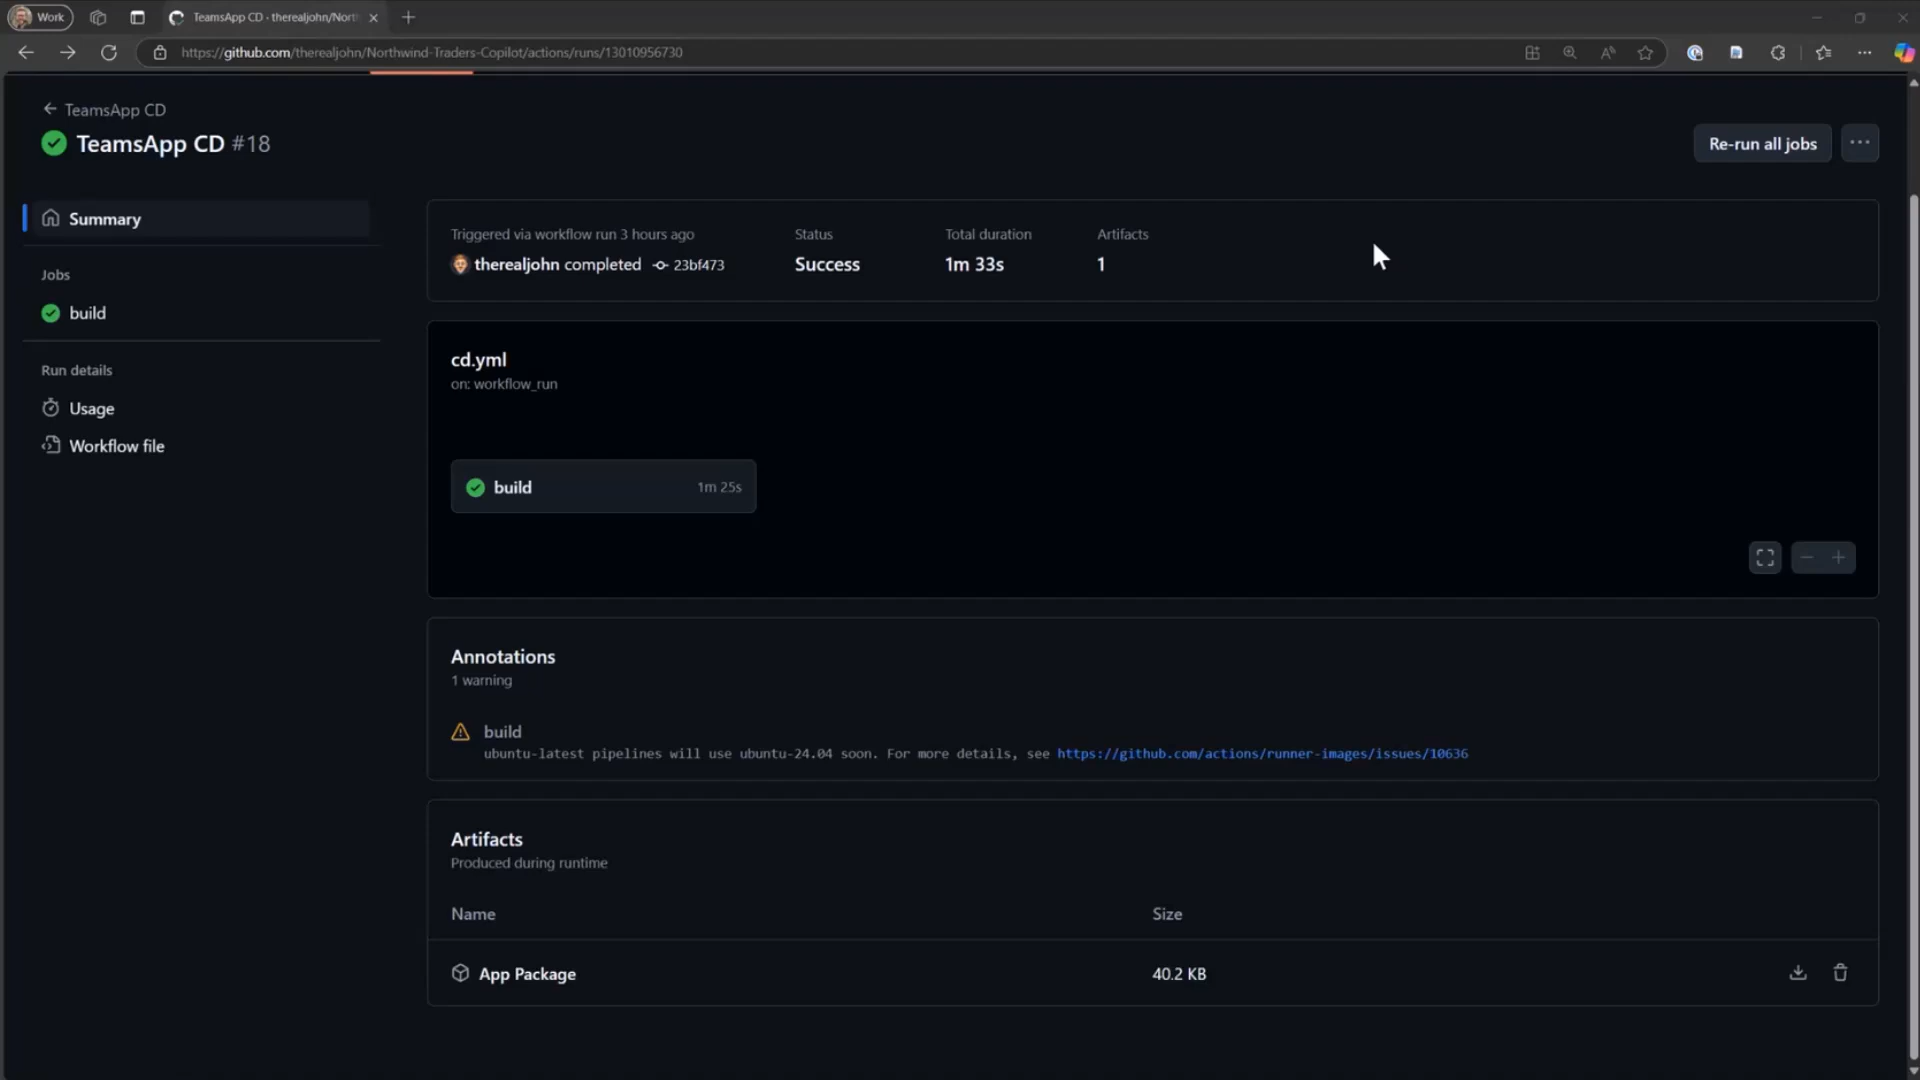 Work
TeamsApp CD · therealjohn/North
https://github.com/therealjohn/Northwind-Traders-Copilot/actions/runs/13010956730
TeamsApp CD
TeamsApp CD #18
Re-run all jobs
Summary
Jobs
build
Run details
Usage
Workflow file
Triggered via workflow run 3 hours ago
therealjohn completed 23bf473
Status
Success
Total duration
1m 33s
Artifacts
1
cd.yml
on: workflow_run
build 1m 25s
Annotations
1 warning
build
ubuntu-latest pipelines will use ubuntu-24.04 soon. For more details, see https://github.com/actions/runner-images/issues/10636
Artifacts
Produced during runtime
Name Size
App Package 40.2 KB